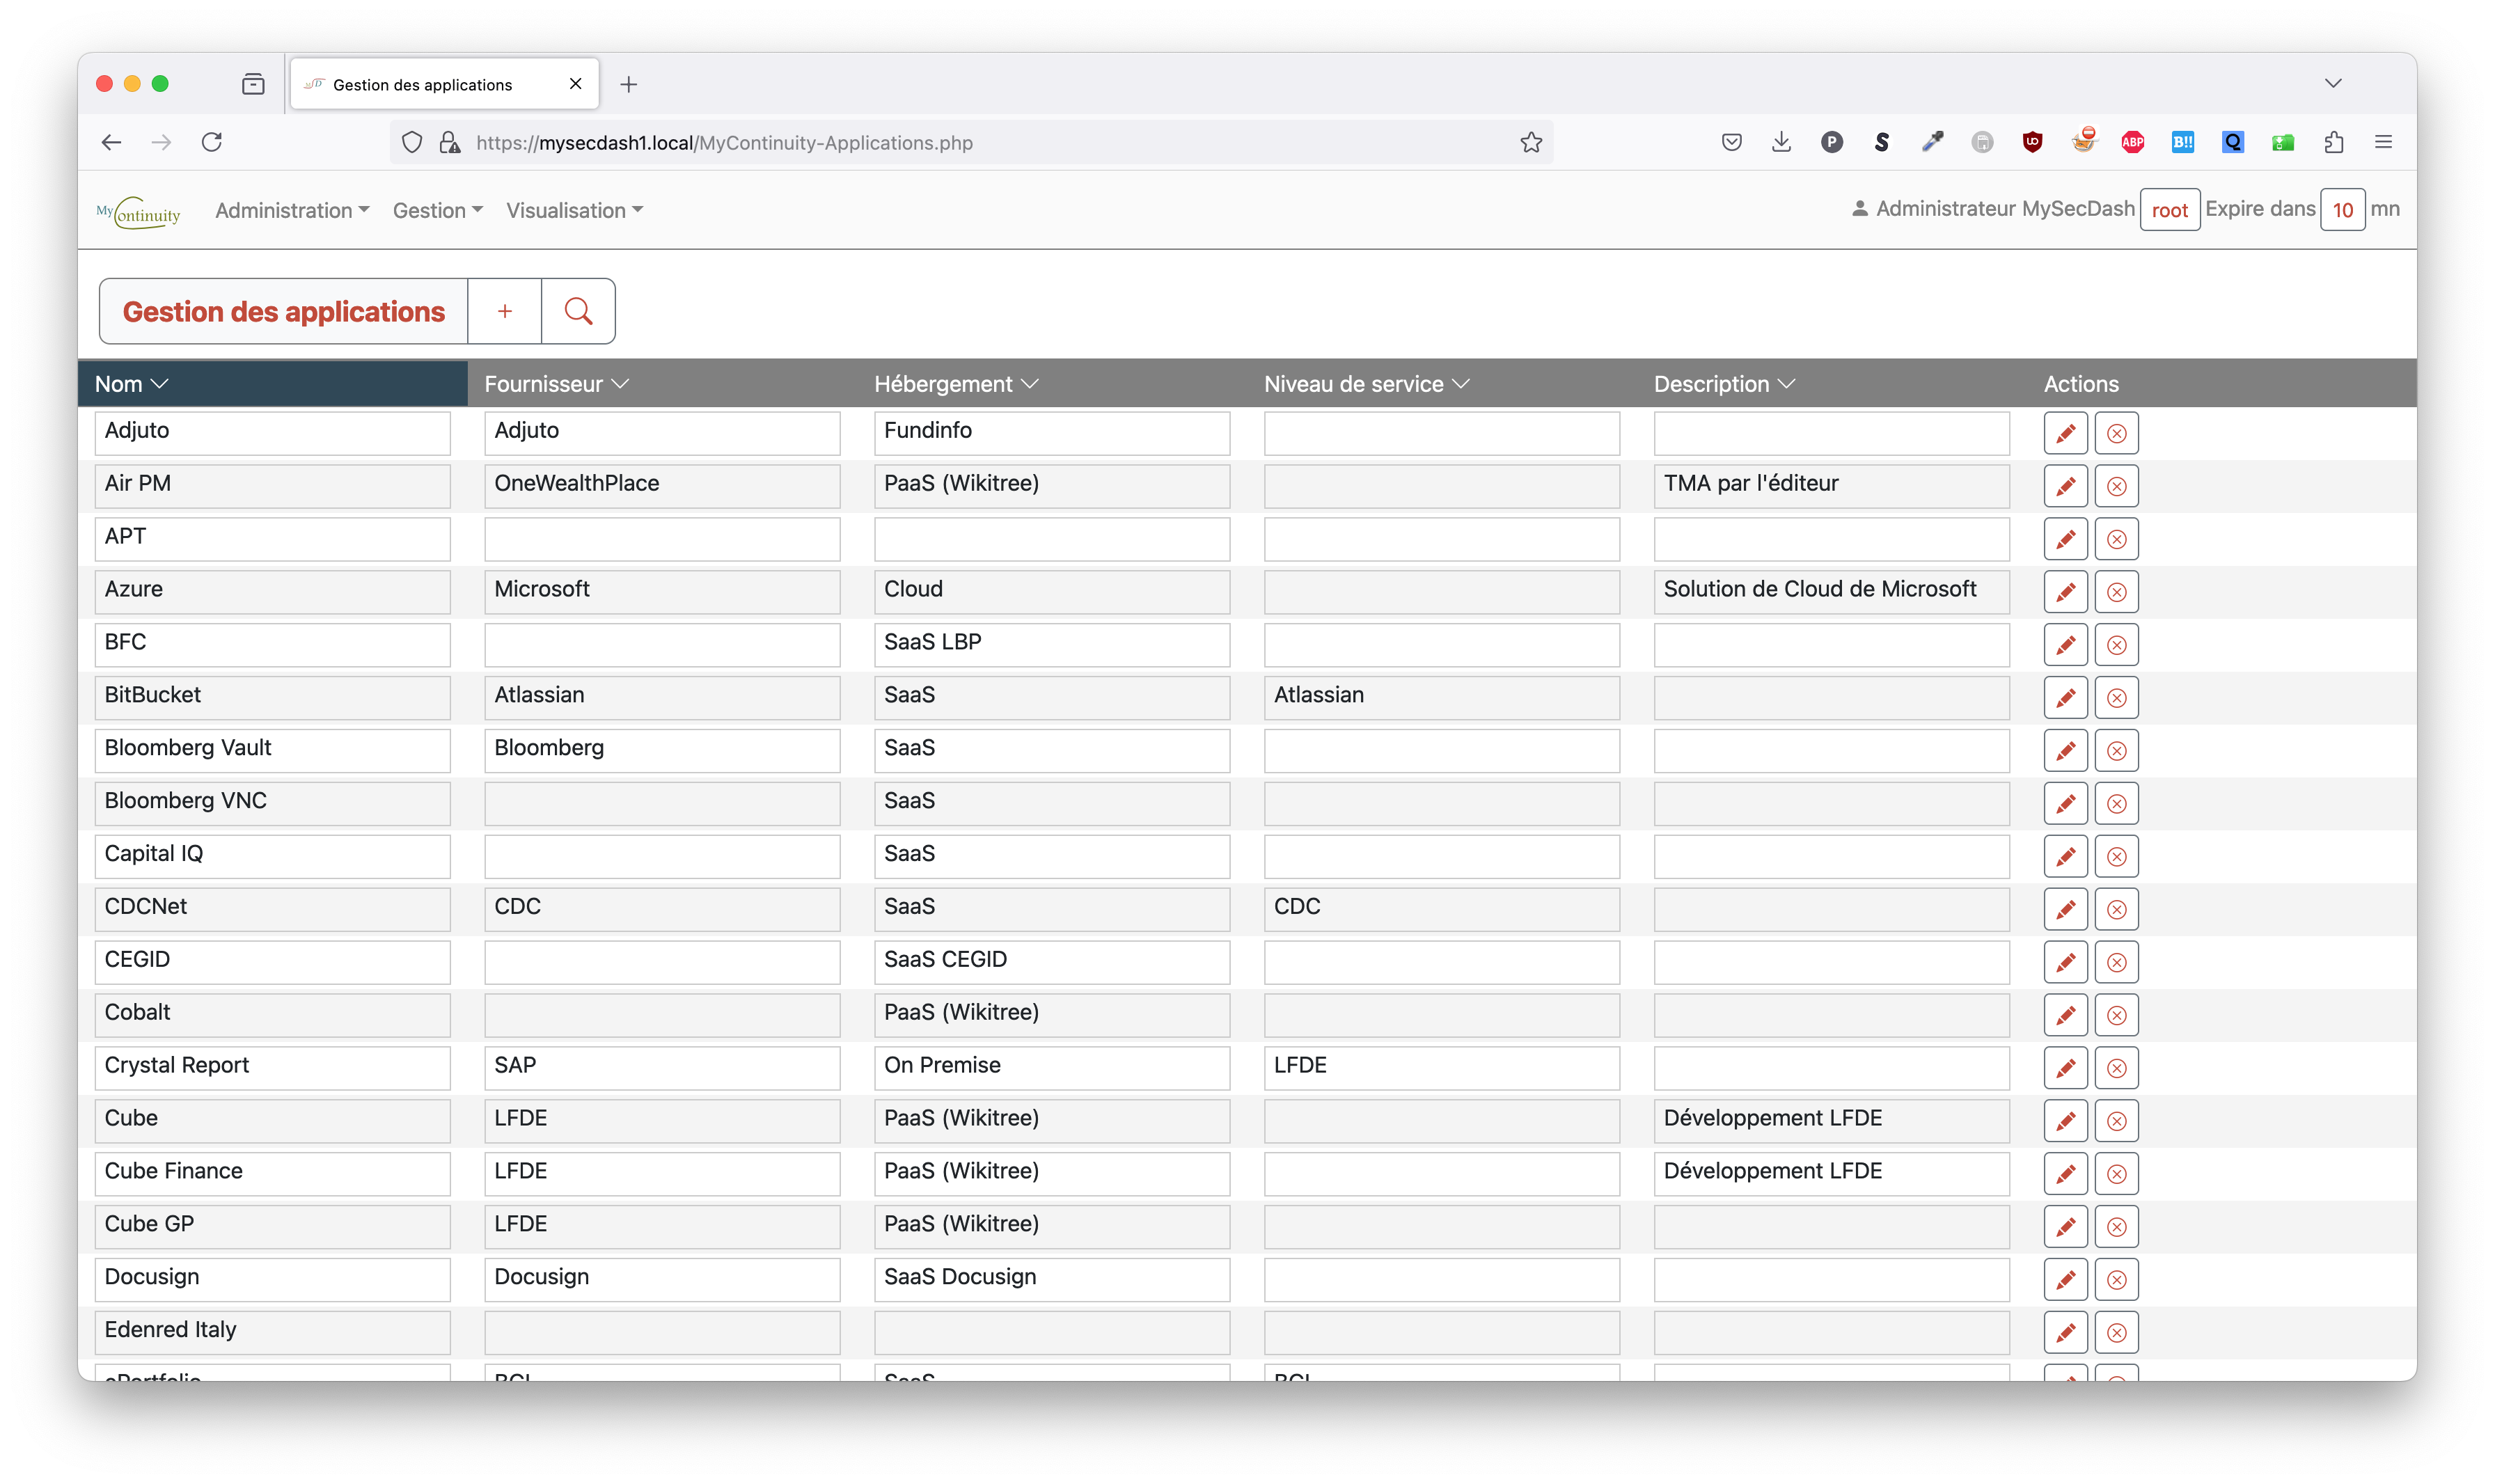 Gestion des applications
https://mysecdash1.local/MyContinuity-Applications.php
MyContinuity Administration Gestion Visualisation Administrateur MySecDash root Expire dans 10 mn
Gestion des applications +
Nom Fournisseur Hébergement Niveau de service Description Actions
Adjuto Adjuto Fundinfo
Air PM OneWealthPlace PaaS (Wikitree) TMA par l'éditeur
APT
Azure Microsoft Cloud Solution de Cloud de Microsoft
BFC SaaS LBP
BitBucket Atlassian SaaS Atlassian
Bloomberg Vault Bloomberg SaaS
Bloomberg VNC SaaS
Capital IQ SaaS
CDCNet CDC SaaS CDC
CEGID SaaS CEGID
Cobalt PaaS (Wikitree)
Crystal Report SAP On Premise LFDE
Cube LFDE PaaS (Wikitree) Développement LFDE
Cube Finance LFDE PaaS (Wikitree) Développement LFDE
Cube GP LFDE PaaS (Wikitree)
Docusign Docusign SaaS Docusign
Edenred Italy
ePortfolio SaaS